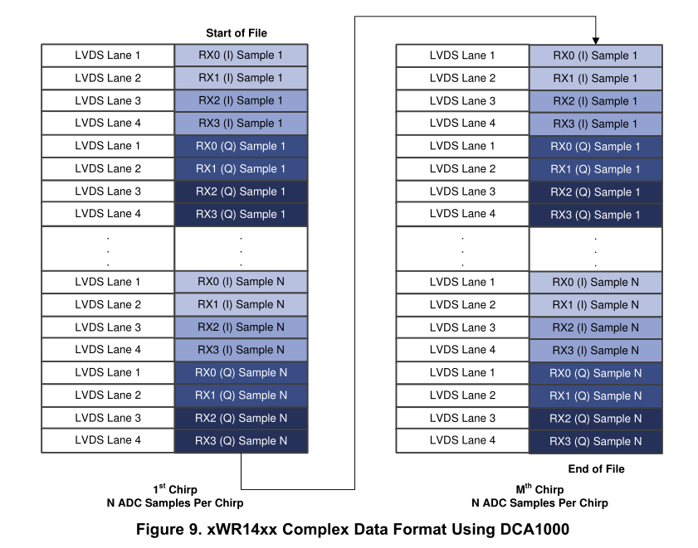 Start of File
LVDS Lane 1 RX0 (I) Sample 1
LVDS Lane 2 RX1 (I) Sample 1
LVDS Lane 3 RX2 (I) Sample 1
LVDS Lane 4 RX3 (I) Sample 1
LVDS Lane 1 RX0 (Q) Sample 1
LVDS Lane 2 RX1 (Q) Sample 1
LVDS Lane 3 RX2 (Q) Sample 1
LVDS Lane 4 RX3 (Q) Sample 1
. .
. .
. .
LVDS Lane 1 RX0 (I) Sample N
LVDS Lane 2 RX1 (I) Sample N
LVDS Lane 3 RX2 (I) Sample N
LVDS Lane 4 RX3 (I) Sample N
LVDS Lane 1 RX0 (Q) Sample N
LVDS Lane 2 RX1 (Q) Sample N
LVDS Lane 3 RX2 (Q) Sample N
LVDS Lane 4 RX3 (Q) Sample N
1st Chirp
N ADC Samples Per Chirp
LVDS Lane 1 RX0 (I) Sample 1
LVDS Lane 2 RX1 (I) Sample 1
LVDS Lane 3 RX2 (I) Sample 1
LVDS Lane 4 RX3 (I) Sample 1
LVDS Lane 1 RX0 (Q) Sample 1
LVDS Lane 2 RX1 (Q) Sample 1
LVDS Lane 3 RX2 (Q) Sample 1
LVDS Lane 4 RX3 (Q) Sample 1
. .
. .
. .
LVDS Lane 1 RX0 (I) Sample N
LVDS Lane 2 RX1 (I) Sample N
LVDS Lane 3 RX2 (I) Sample N
LVDS Lane 4 RX3 (I) Sample N
LVDS Lane 1 RX0 (Q) Sample N
LVDS Lane 2 RX1 (Q) Sample N
LVDS Lane 3 RX2 (Q) Sample N
LVDS Lane 4 RX3 (Q) Sample N
End of File
Mth Chirp
N ADC Samples Per Chirp
Figure 9. xWR14xx Complex Data Format Using DCA1000